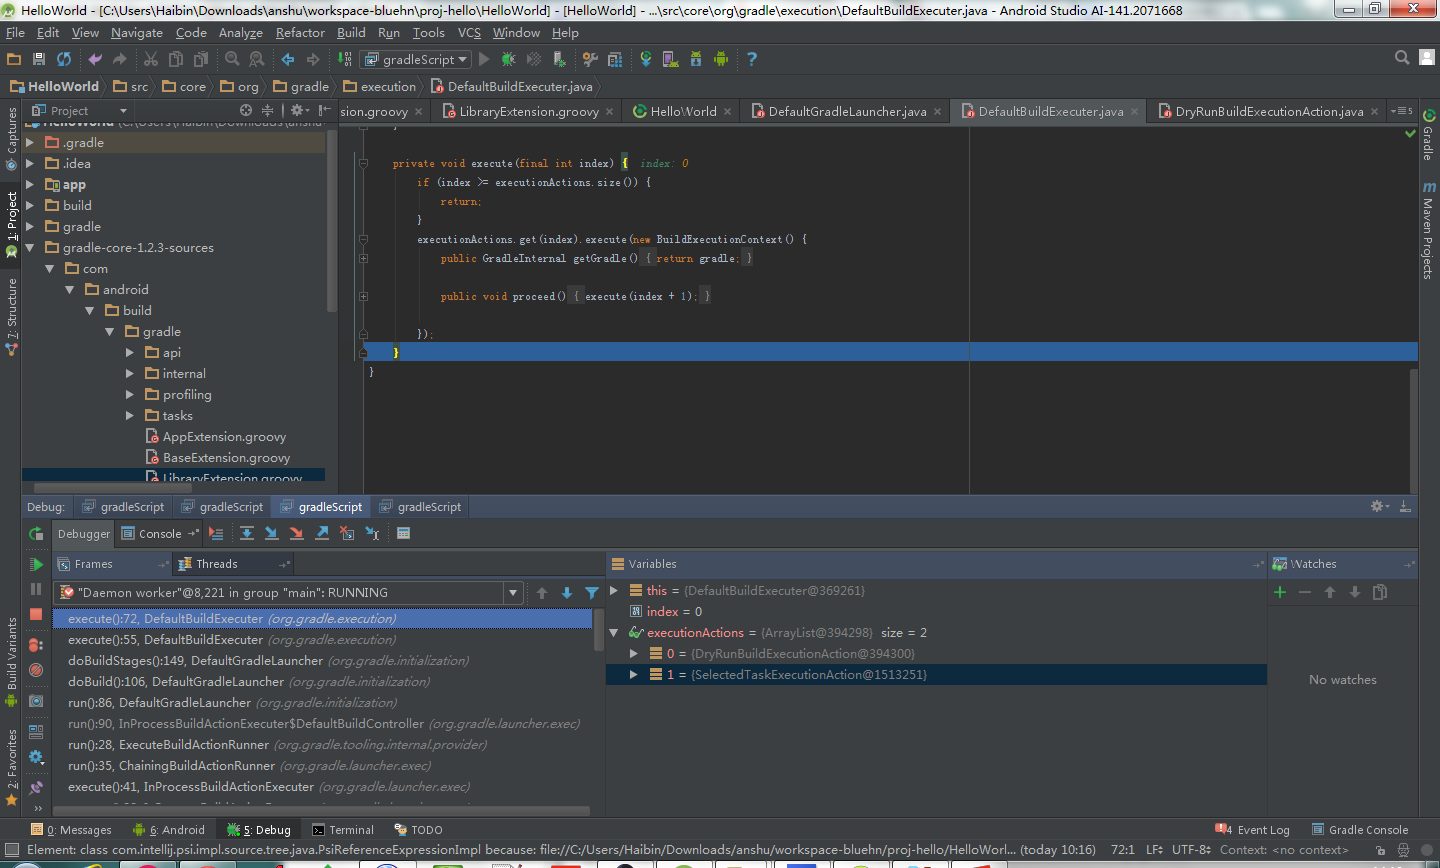 HelloWorld - [C:\Users\Haibin\Downloads\anshu\workspace-bluehn\proj-hello\HelloWorld] - [HelloWorld] - ...\src\core\org\gradle\execution\DefaultBuildExecuter.java - Android Studio AI-141.2071668
File Edit View Navigate Code Analyze Refactor Build Run Tools VCS Window Help
gradleScript
HelloWorld src core org gradle execution DefaultBuildExecuter.java
Project
sion.groovy LibraryExtension.groovy HelloWorld DefaultGradleLauncher.java DefaultBuildExecuter.java DryRunBuildExecutionAction.java 5
Captures
1: Project
7: Structure
Build Variants
2: Favorites
Gradle
Maven Projects
.gradle
.idea
app
build
gradle
gradle-core-1.2.3-sources
com
android
build
gradle
api
internal
profiling
tasks
AppExtension.groovy
BaseExtension.groovy
LibraryExtension.groovy
private void execute(final int index) { index: 0
if (index >= executionActions.size()) {
return;
}
executionActions.get(index).execute(new BuildExecutionContext() {
public GradleInternal getGradle() { return gradle; }
public void proceed() { execute(index + 1); }
});
}
}
Debug: gradleScript gradleScript gradleScript gradleScript
Debugger Console
Frames Threads
"Daemon worker"@8,221 in group "main": RUNNING
execute():72, DefaultBuildExecuter (org.gradle.execution)
execute():55, DefaultBuildExecuter (org.gradle.execution)
doBuildStages():149, DefaultGradleLauncher (org.gradle.initialization)
doBuild():106, DefaultGradleLauncher (org.gradle.initialization)
run():86, DefaultGradleLauncher (org.gradle.initialization)
run():90, InProcessBuildActionExecuter$DefaultBuildController (org.gradle.launcher.exec)
run():28, ExecuteBuildActionRunner (org.gradle.tooling.internal.provider)
run():35, ChainingBuildActionRunner (org.gradle.launcher.exec)
execute():41, InProcessBuildActionExecuter (org.gradle.launcher.exec)
Variables
this = {DefaultBuildExecuter@369261}
index = 0
executionActions = {ArrayList@394298} size = 2
0 = {DryRunBuildExecutionAction@394300}
1 = {SelectedTaskExecutionAction@1513251}
Watches
No watches
0: Messages 6: Android 5: Debug Terminal TODO 4 Event Log Gradle Console
Element: class com.intellij.psi.impl.source.tree.java.PsiReferenceExpressionImpl because: file://C:/Users/Haibin/Downloads/anshu/workspace-bluehn/proj-hello/HelloWorl... (today 10:16) 72:1 LF UTF-8 Context: <no context>